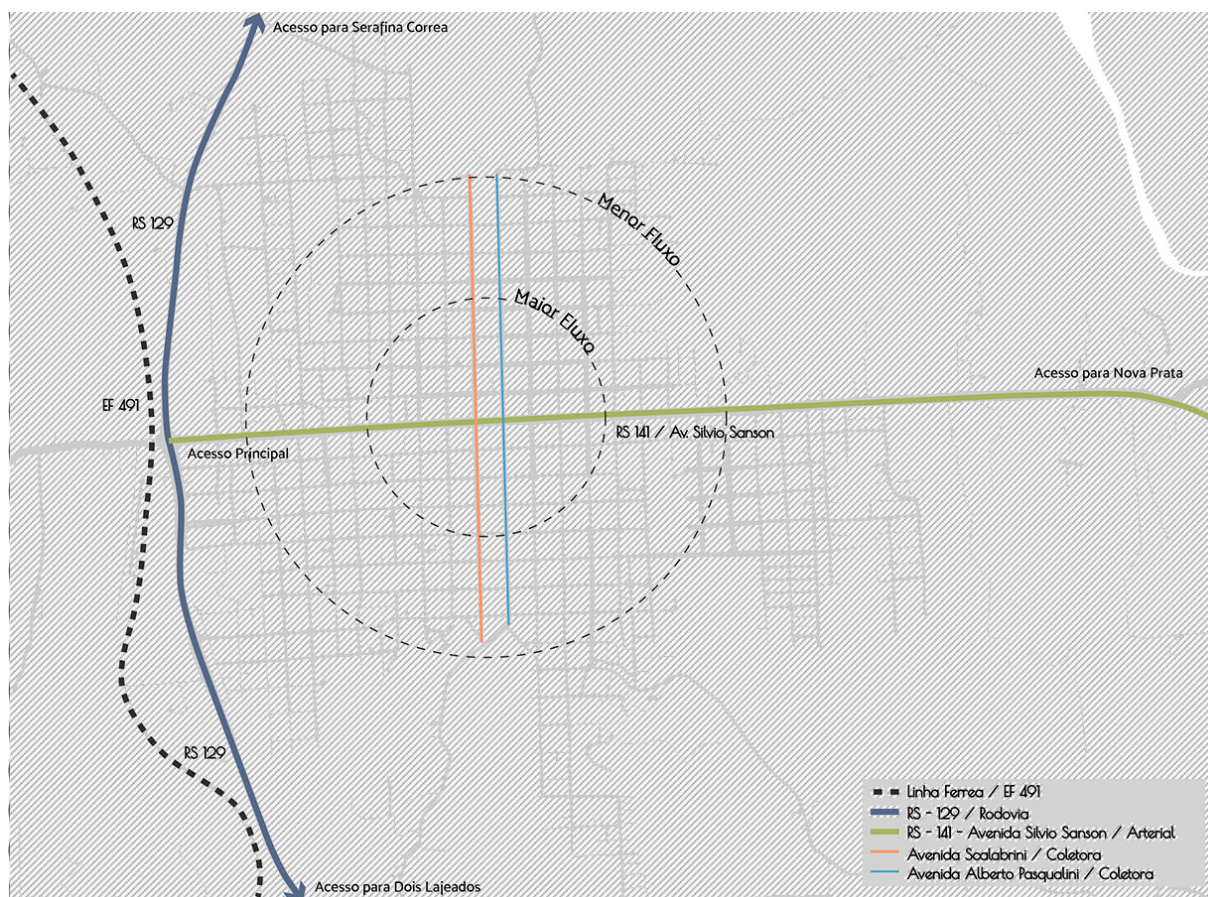 Acesso para Serafina Correa
RS 129
Menor Fluxo
Maior Fluxo
Acesso para Nova Prata
EF 491
RS 141 / Av. Silvio Sanson
Acesso Principal
RS 129
Linha Ferrea / EF 491
RS - 129 / Rodovia
RS - 141 - Avenida Silvio Sanson / Arterial
Avenida Scalabrini / Coletora
Avenida Alberto Pasqualini / Coletora
Acesso para Dois Lajeados